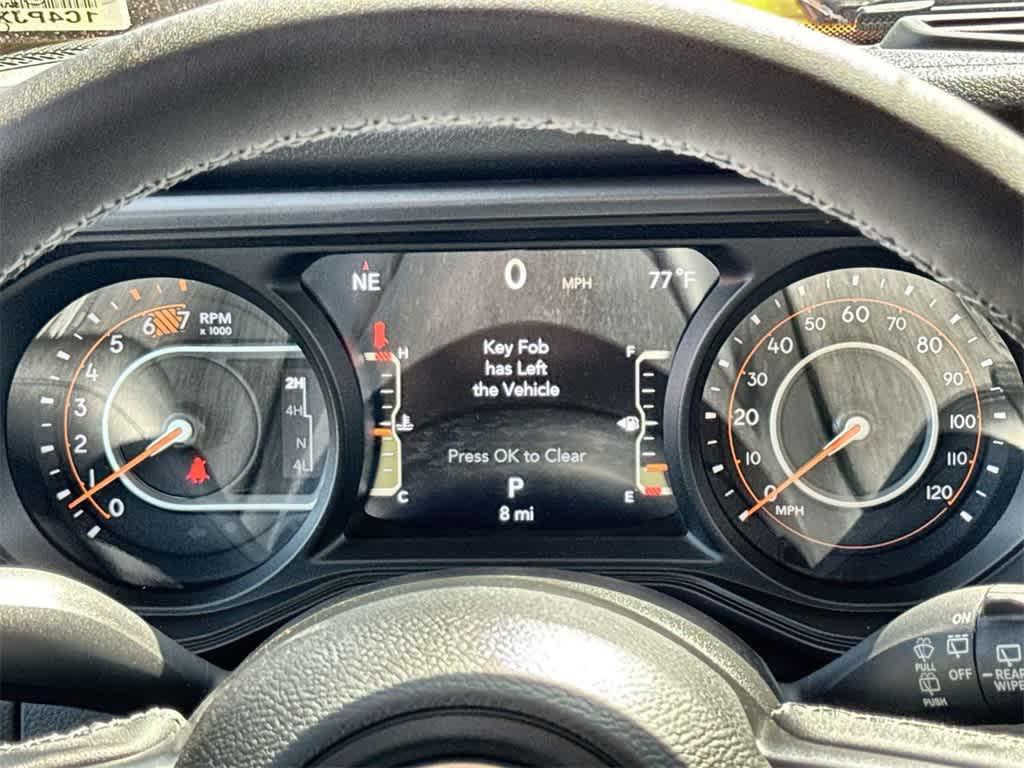 1C4PJX
NE
0
MPH
77°F
7
6
5
4
3
2
1
0
RPM
x 1000
2H
4H
N
4L
H
C
Key Fob
has Left
the Vehicle
Press OK to Clear
P
8 mi
F
E
0
10
20
30
40
50
60
70
80
90
100
110
120
MPH
ON
OFF
PULL
PUSH
REAR
WIPE